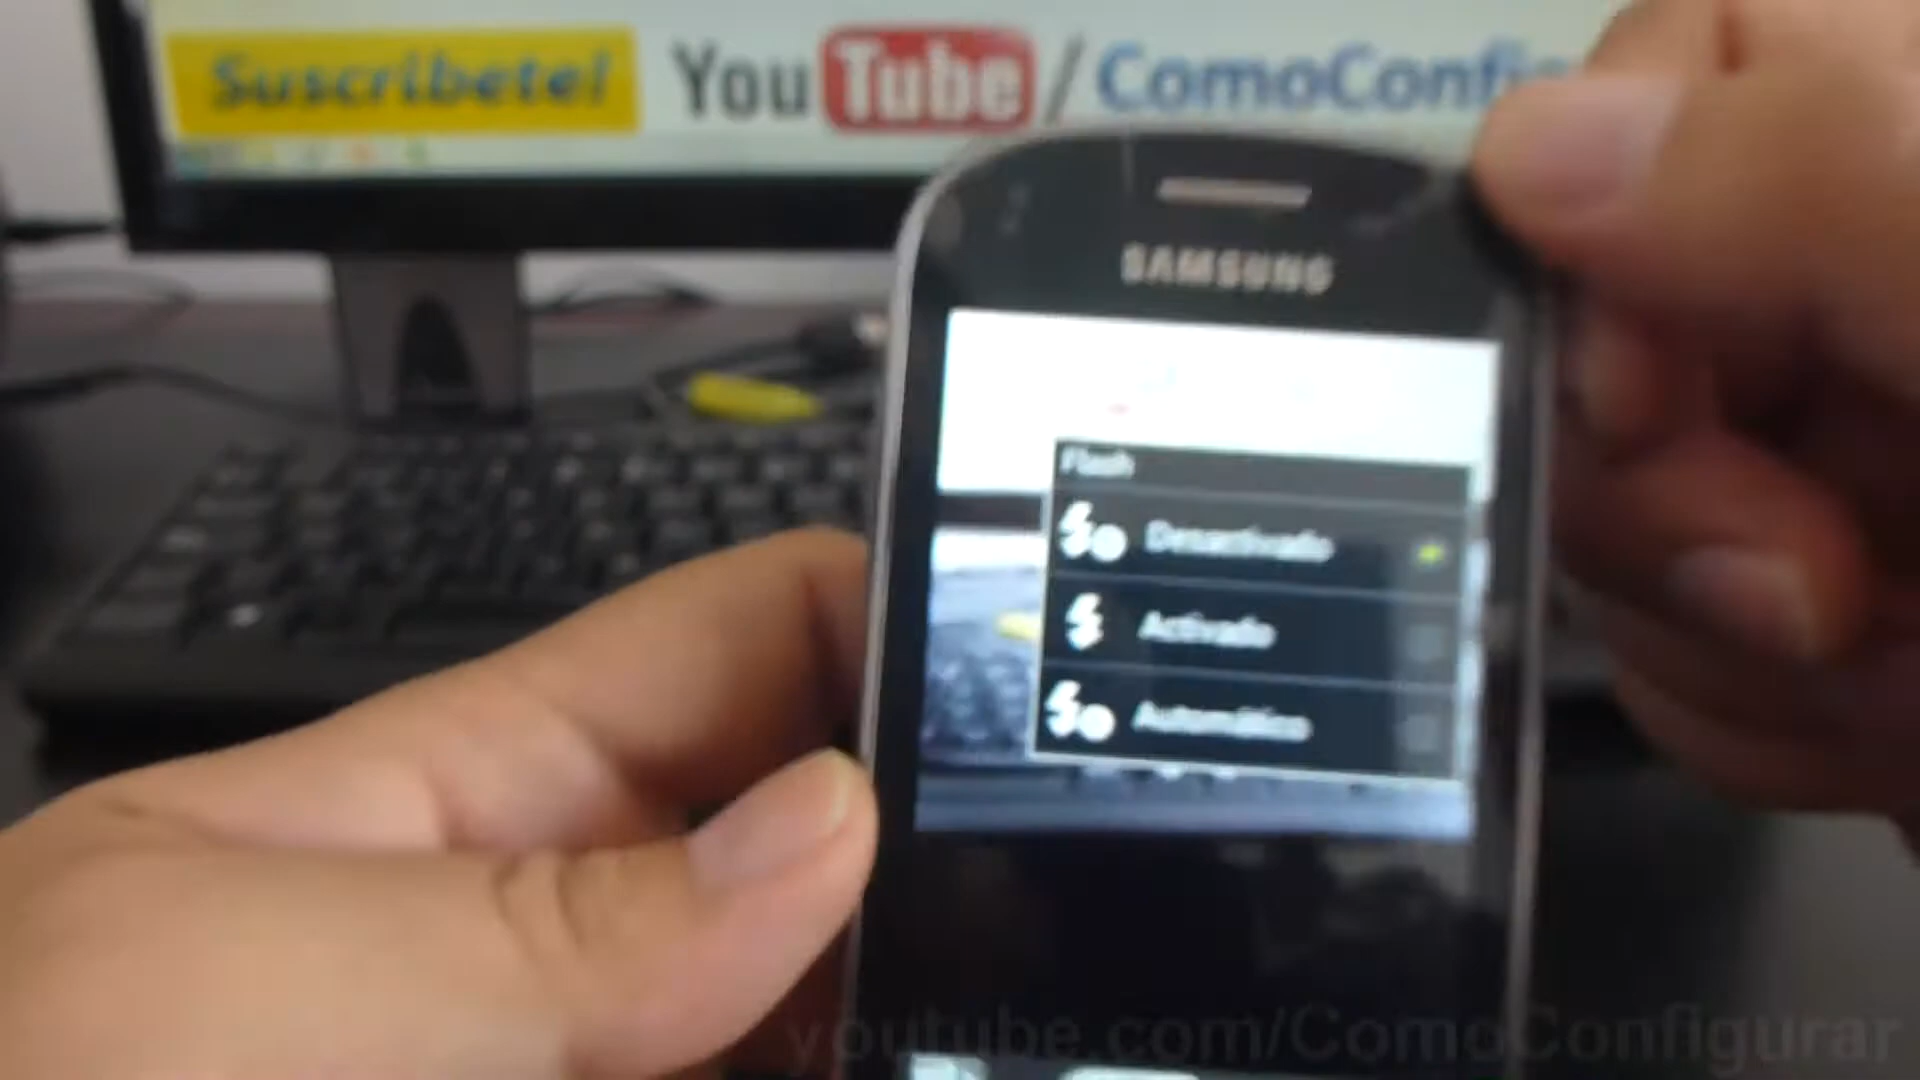 Suscribete!
YouTube/ComoConfig
SAMSUNG
Flash
Desactivado
Activado
Automático
youtube.com/ComoConfigurar